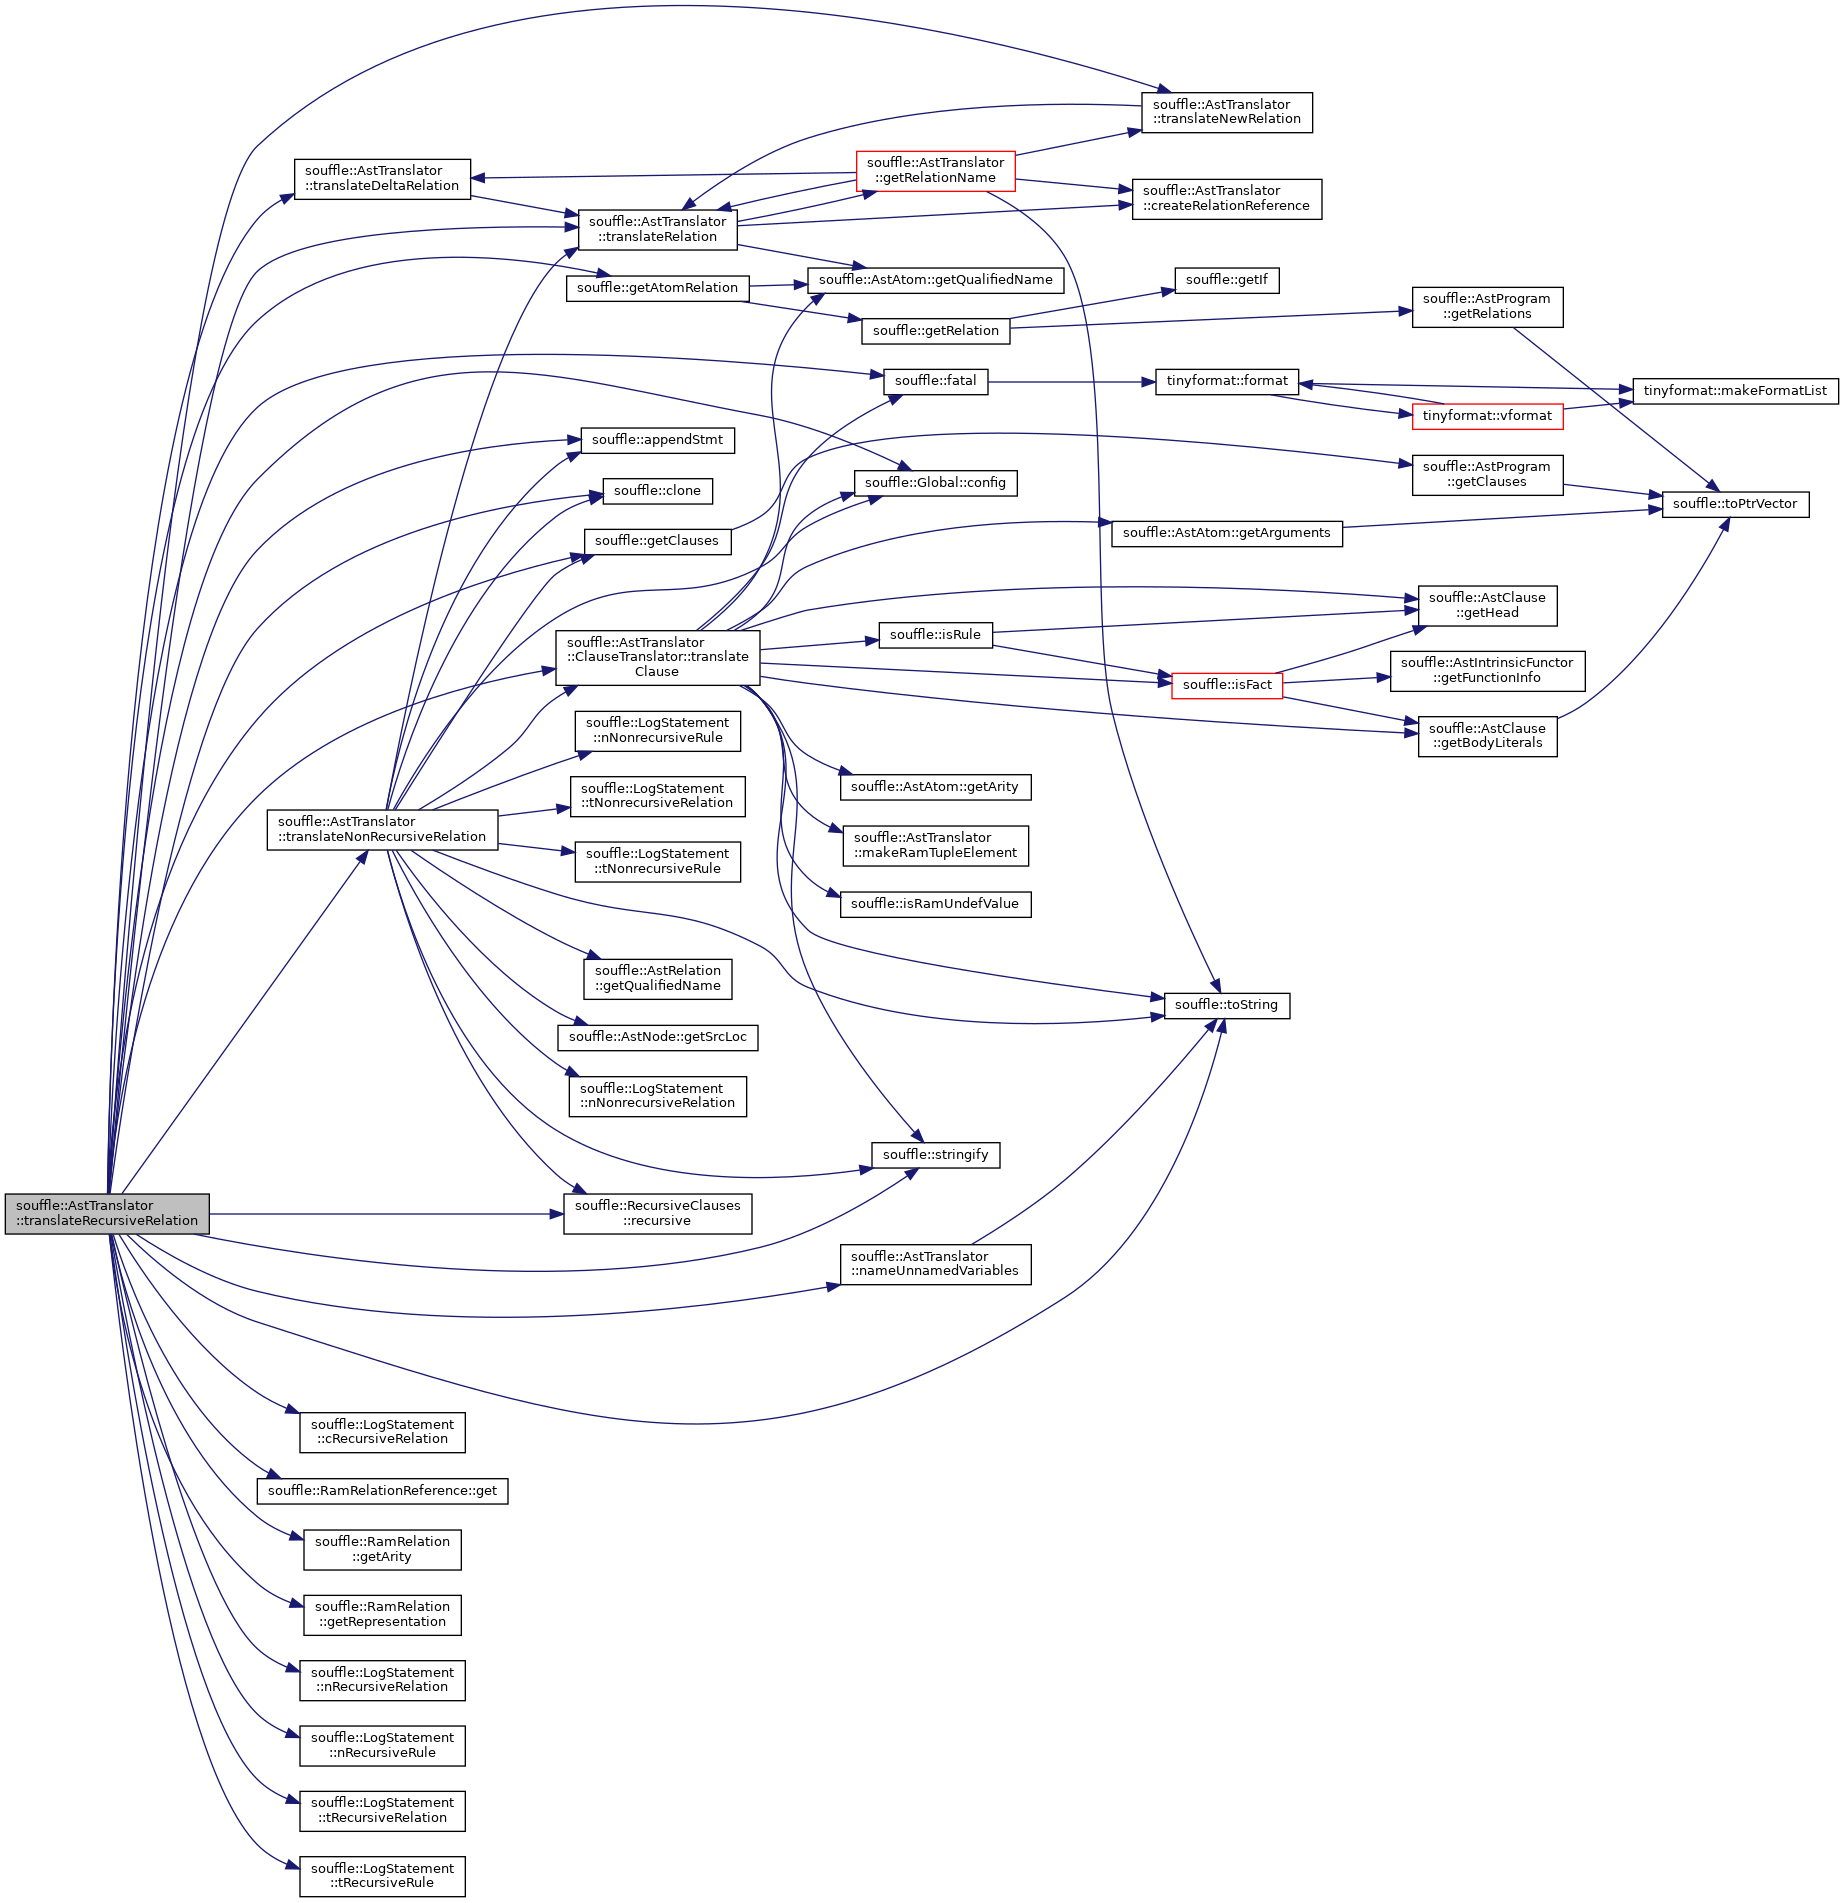 souffle::AstTranslator
::translateNewRelation
souffle::AstTranslator
::translateDeltaRelation
souffle::AstTranslator
::getRelationName
souffle::AstTranslator
::createRelationReference
souffle::AstTranslator
::translateRelation
souffle::AstAtom::getQualifiedName
souffle::getIf
souffle::getAtomRelation
souffle::AstProgram
::getRelations
souffle::getRelation
souffle::fatal
tinyformat::format
tinyformat::makeFormatList
tinyformat::vformat
souffle::appendStmt
souffle::AstProgram
::getClauses
souffle::Global::config
souffle::clone
souffle::toPtrVector
souffle::getClauses
souffle::AstAtom::getArguments
souffle::AstClause
::getHead
souffle::isRule
souffle::AstTranslator
::ClauseTranslator::translate
Clause
souffle::AstIntrinsicFunctor
::getFunctionInfo
souffle::isFact
souffle::AstClause
::getBodyLiterals
souffle::LogStatement
::nNonrecursiveRule
souffle::AstAtom::getArity
souffle::LogStatement
::tNonrecursiveRelation
souffle::AstTranslator
::translateNonRecursiveRelation
souffle::AstTranslator
::makeRamTupleElement
souffle::LogStatement
::tNonrecursiveRule
souffle::isRamUndefValue
souffle::AstRelation
::getQualifiedName
souffle::toString
souffle::AstNode::getSrcLoc
souffle::LogStatement
::nNonrecursiveRelation
souffle::stringify
souffle::AstTranslator
::translateRecursiveRelation
souffle::RecursiveClauses
::recursive
souffle::AstTranslator
::nameUnnamedVariables
souffle::LogStatement
::cRecursiveRelation
souffle::RamRelationReference::get
souffle::RamRelation
::getArity
souffle::RamRelation
::getRepresentation
souffle::LogStatement
::nRecursiveRelation
souffle::LogStatement
::nRecursiveRule
souffle::LogStatement
::tRecursiveRelation
souffle::LogStatement
::tRecursiveRule